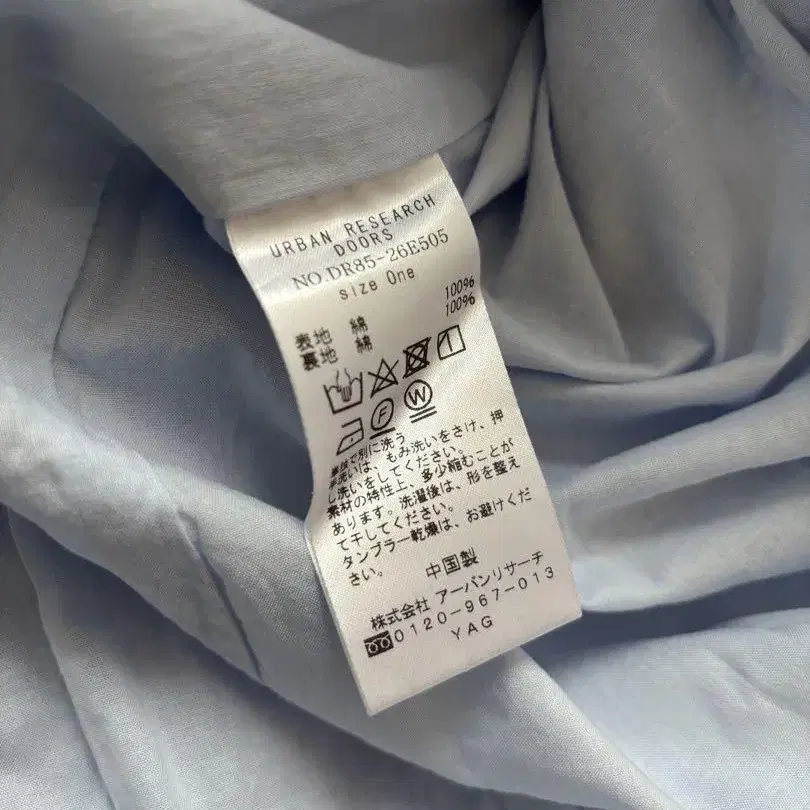 URBAN RESEARCH
DOORS
NO.DR85-26E505
size One
表地 綿 100%
裏地 綿 100%
F W
単独で別に洗う
手洗いは、もみ洗いをさけ、押
し洗いをしてください。
素材の特性上、多少縮むことが
あります。洗濯後は、形を整え
て干してください。
タンブラー乾燥は、お避けくだ
さい。
中国製
株式会社 アーバンリサーチ
0120-967-013
YAG